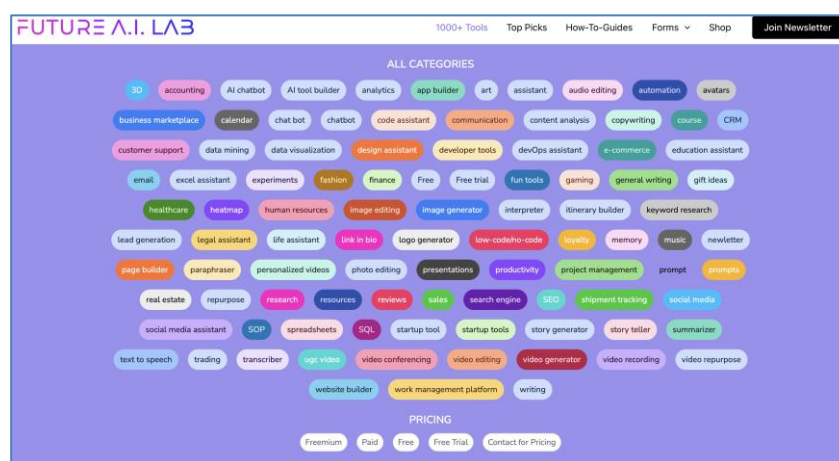 FUTURE A.I. LAB
1000+ Tools Top Picks How-To-Guides Forms Shop Join Newsletter
ALL CATEGORIES
3D accounting AI chatbot AI tool builder analytics app builder art assistant audio editing automation avatars
business marketplace calendar chat bot chatbot code assistant communication content analysis copywriting course CRM
customer support data mining data visualization design assistant developer tools devOps assistant e-commerce education assistant
email excel assistant experiments fashion finance Free Free trial fun tools gaming general writing gift ideas
healthcare heatmap human resources image editing image generator interpreter itinerary builder keyword research
lead generation legal assistant life assistant link in bio logo generator low-code/no-code loyalty memory music newletter
page builder paraphraser personalized videos photo editing presentations productivity project management prompt prompts
real estate repurpose research resources reviews sales search engine SEO shipment tracking social media
social media assistant SOP spreadsheets SQL startup tool startup tools story generator story teller summarizer
text to speech trading transcriber ugc video video conferencing video editing video generator video recording video repurpose
website builder work management platform writing
PRICING
Freemium Paid Free Free Trial Contact for Pricing